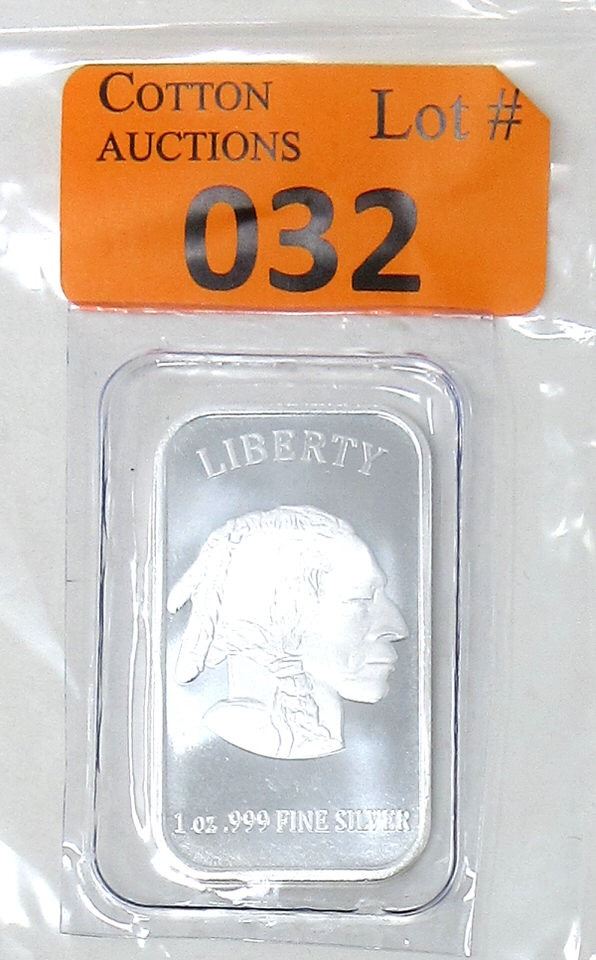 COTTON Lot #
AUCTIONS
032
LIBERTY
1 oz .999 FINE SILVER